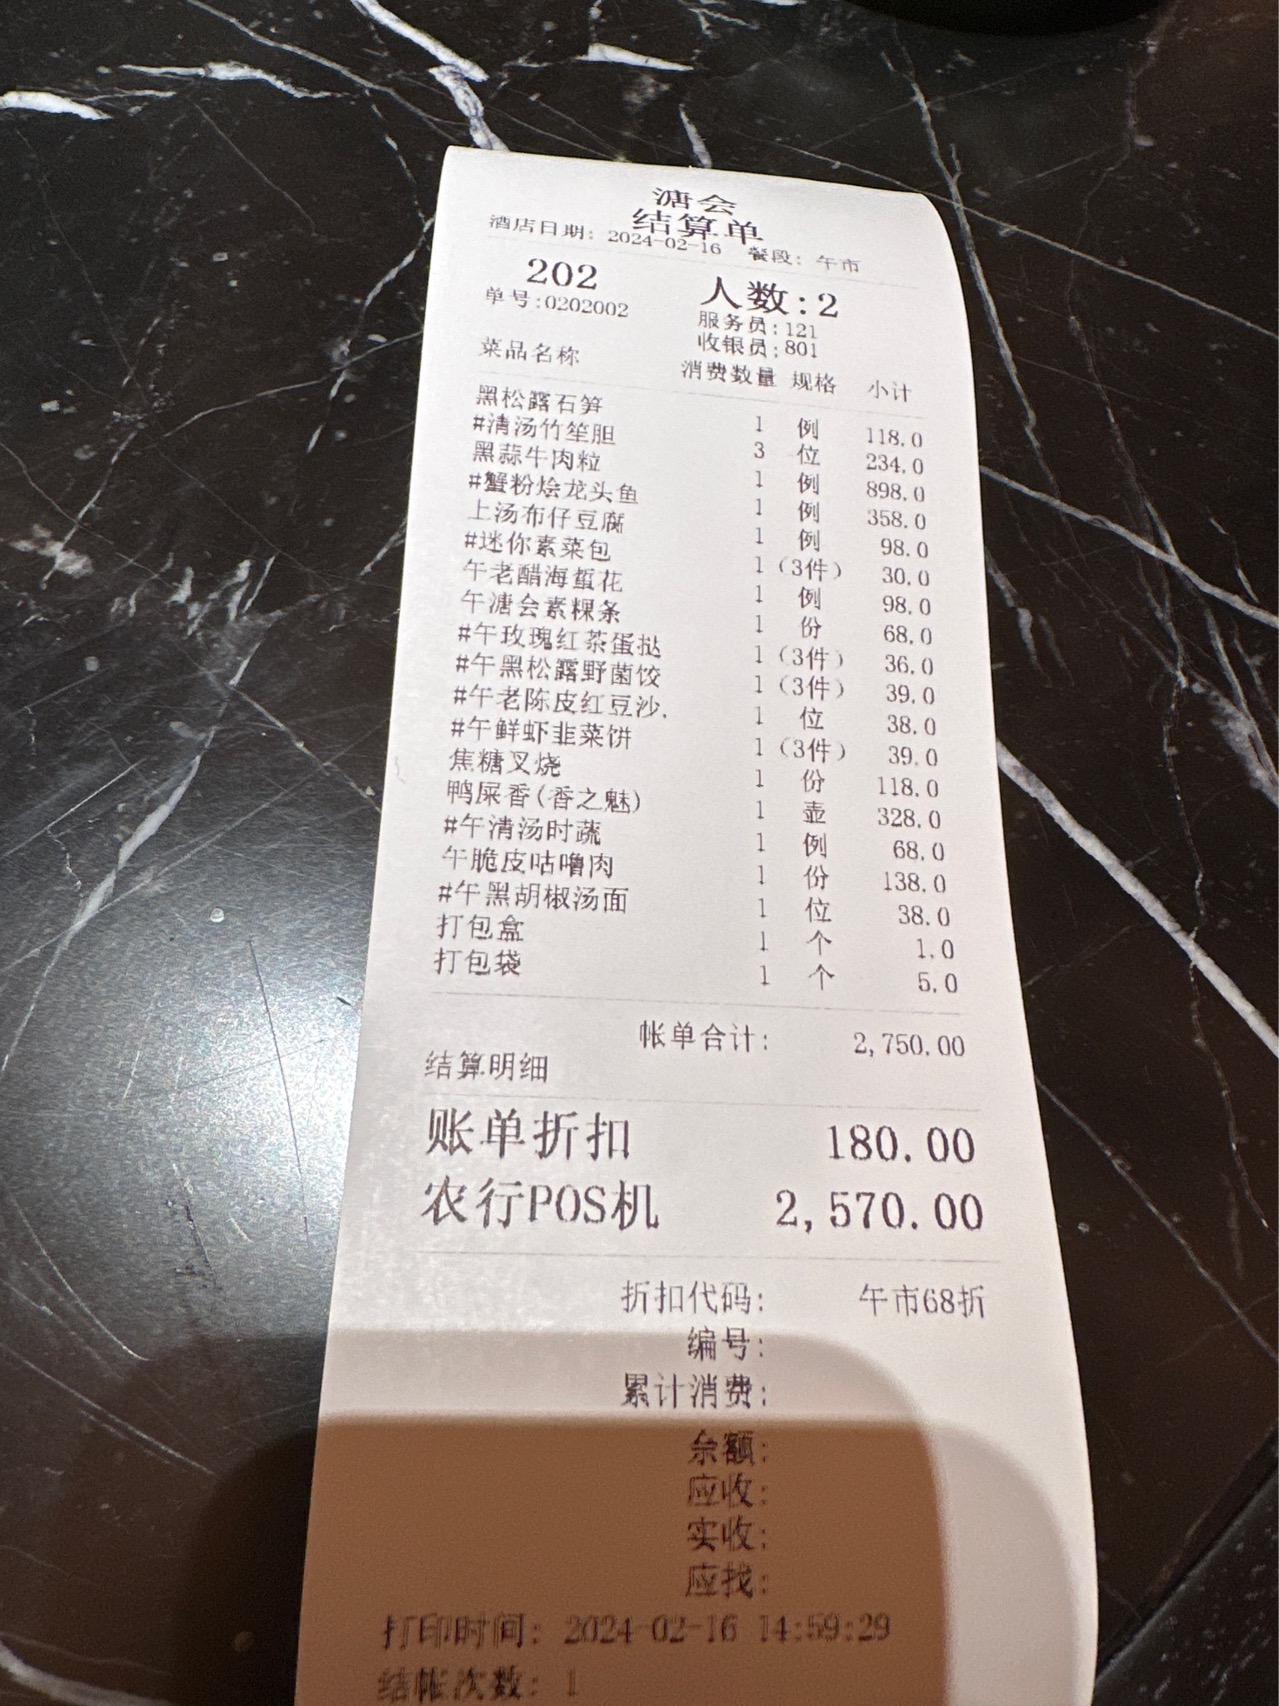 溏会
结算单
酒店日期: 2024-02-16 餐段: 午市
202 人数:2
单号:0202002 服务员:121
收银员:801
菜品名称 消费数量 规格 小计
黑松露石笋 1 例 118.0
#清汤竹笙胆 3 位 234.0
黑蒜牛肉粒 1 例 898.0
#蟹粉烩龙头鱼 1 例 358.0
上汤布仔豆腐 1 例 98.0
#迷你素菜包 1 (3件) 30.0
午老醋海蜇花 1 例 98.0
午溏会素粿条 1 份 68.0
#午玫瑰红茶蛋挞 1 (3件) 36.0
#午黑松露野菌饺 1 (3件) 39.0
#午老陈皮红豆沙. 1 位 38.0
#午鲜虾韭菜饼 1 (3件) 39.0
焦糖叉烧 1 份 118.0
鸭屎香(香之魅) 1 壶 328.0
#午清汤时蔬 1 例 68.0
午脆皮咕噜肉 1 份 138.0
#午黑胡椒汤面 1 位 38.0
打包盒 1 个 1.0
打包袋 1 个 5.0
帐单合计: 2,750.00
结算明细
账单折扣 180.00
农行POS机 2,570.00
折扣代码: 午市68折
编号:
累计消费:
余额:
应收:
实收:
应找:
打印时间: 2024-02-16 14:59:29
结帐次数: 1